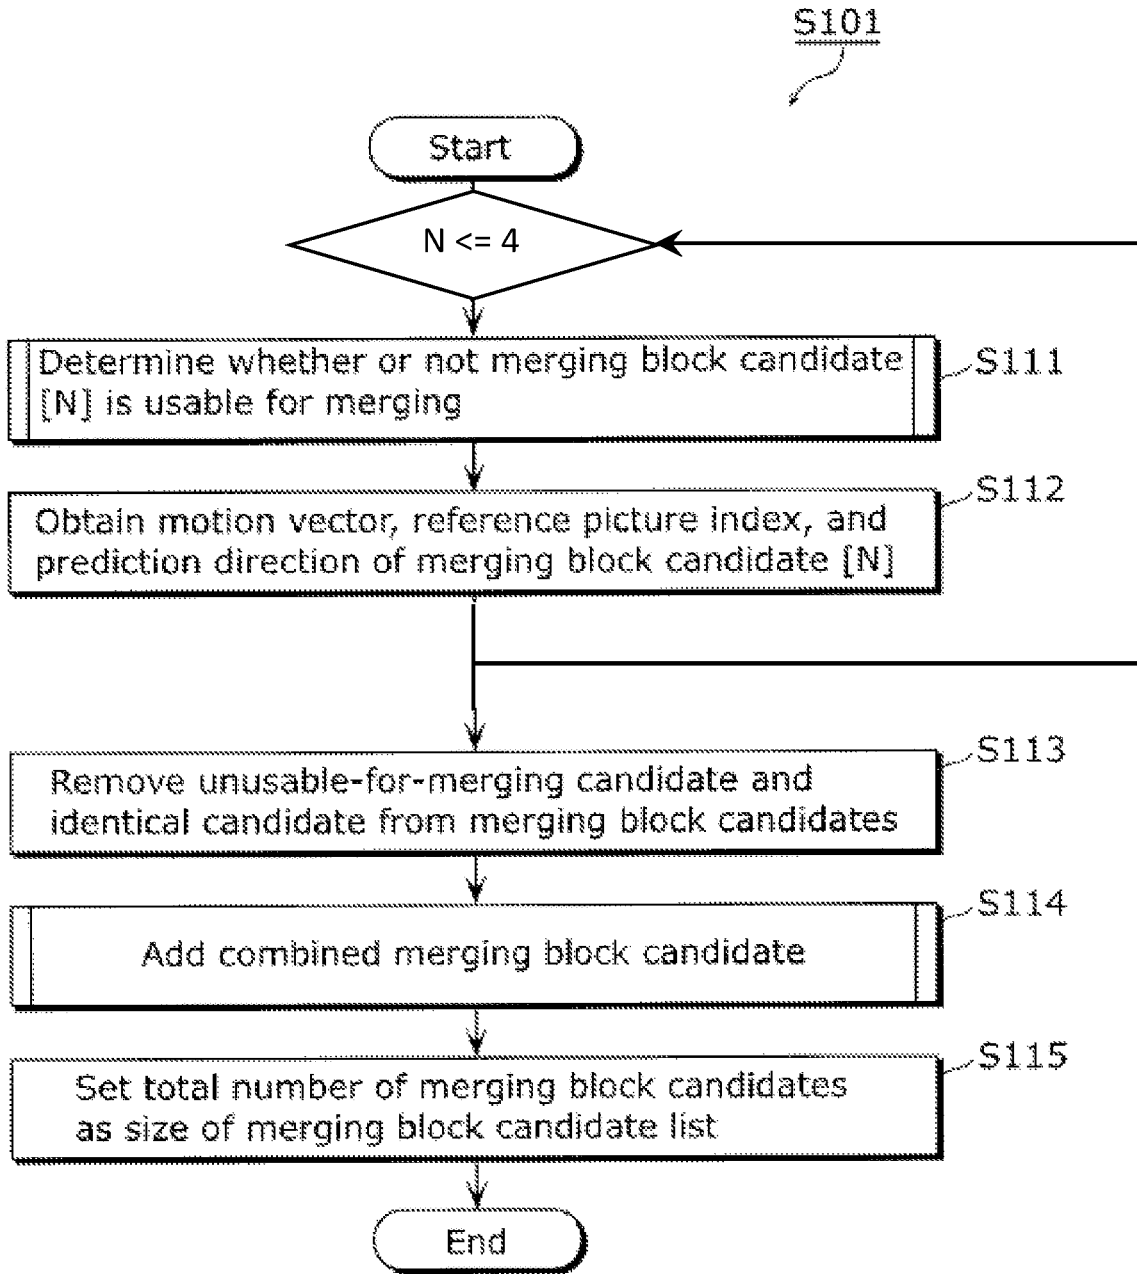 S101
Start
N <= 4
Determine whether or not merging block candidate
[N] is usable for merging
S111
S112
Obtain motion vector, reference picture index, and
prediction direction of merging block candidate [N]
S113
Remove unusable-for-merging candidate and
identical candidate from merging block candidates
S114
Add combined merging block candidate
S115
Set total number of merging block candidates
as size of merging block candidate list
End